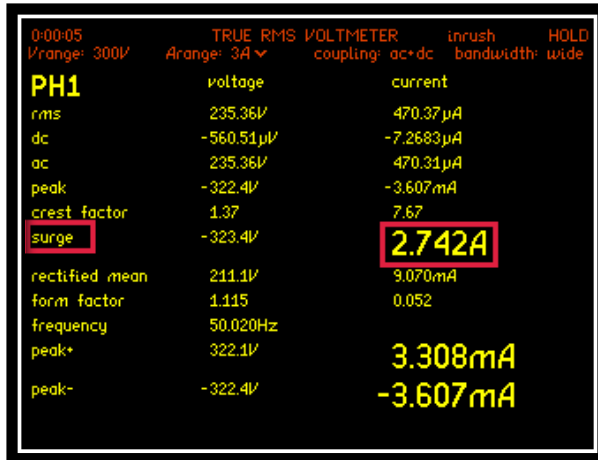 0:00:05 TRUE RMS VOLTMETER inrush HOLD
Vrange: 300V Arange: 3A coupling: ac+dc bandwidth: wide
PH1 voltage current
rms 235.36V 470.37µA
dc -560.51µV -7.2683µA
ac 235.36V 470.31µA
peak -322.4V -3.607mA
crest factor 1.37 7.67
surge -323.4V 2.742A
rectified mean 211.1V 9.070mA
form factor 1.115 0.052
frequency 50.020Hz
peak+ 322.1V 3.308mA
peak- -322.4V -3.607mA